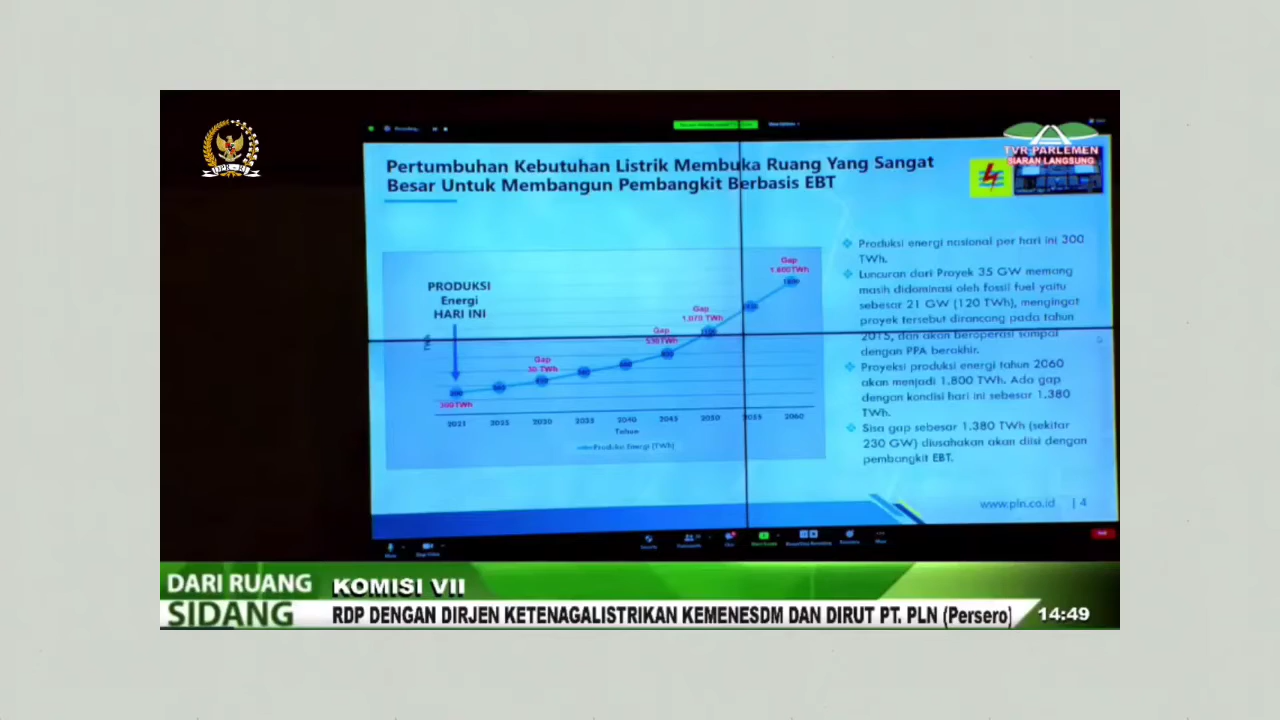 DPR-RI
TVR PARLEMEN
SIARAN LANGSUNG
Pertumbuhan Kebutuhan Listrik Membuka Ruang Yang Sangat
Besar Untuk Membangun Pembangkit Berbasis EBT
PRODUKSI
Energi
HARI INI
TWh
300TWh
Gap
30 TWh
Gap
530TWh
Gap
1.070 TWh
Gap
1.800TWh
2021
2030
2035
2040
2045
2050
2055
2060
Tahun
Produksi Energi (TWh)
❖ Produksi energi nasional per hari ini 300
TWh.
❖ Luncuran dari Proyek 35 GW memang
masih didominasi oleh fossil fuel yaitu
sebesar 21 GW (120 TWh), mengingat
proyek tersebut dirancang pada tahun
2015, dan akan beroperasi sampai
dengan PPA berakhir.
❖ Proyeksi produksi energi tahun 2060
akan menjadi 1.800 TWh. Ada gap
dengan kondisi hari ini sebesar 1.380
TWh.
❖ Sisa gap sebesar 1.380 TWh (sekitar
230 GW) diusahakan akan diisi dengan
pembangkit EBT.
www.pln.co.id | 4
DARI RUANG
SIDANG
KOMISI VII
RDP DENGAN DIRJEN KETENAGALISTRIKAN KEMENESDM DAN DIRUT PT. PLN (Persero)
14:49